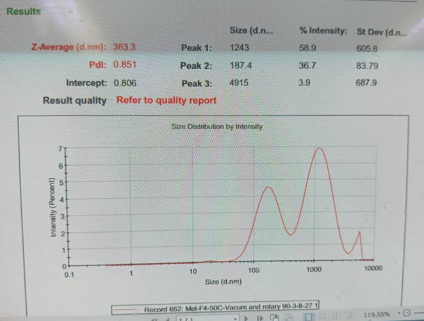 Results
Size (d.n... % Intensity: St Dev (d.n...
Z-Average (d.nm): 363.3 Peak 1: 1243 58.9 605.8
PdI: 0.851 Peak 2: 187.4 36.7 83.79
Intercept: 0.806 Peak 3: 4915 3.9 687.9
Result quality Refer to quality report
Size Distribution by Intensity
Intensity (Percent)
7
6
5
4
3
2
1
0
0.1 1 10 100 1000 10000
Size (d.nm)
Record 652: Mel-F4-50C-Vacum and rotary 90-3-8-27 1